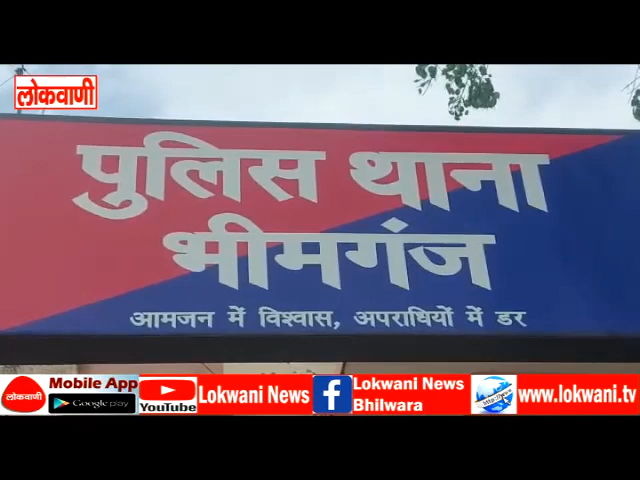 लोकवाणी
पुलिस थाना
भीमगंज
आमजन में विश्वास, अपराधियों में डर
लोकवाणी
Mobile App
Google play
YouTube
Lokwani News
Lokwani News
Bhilwara
www.lokwani.tv